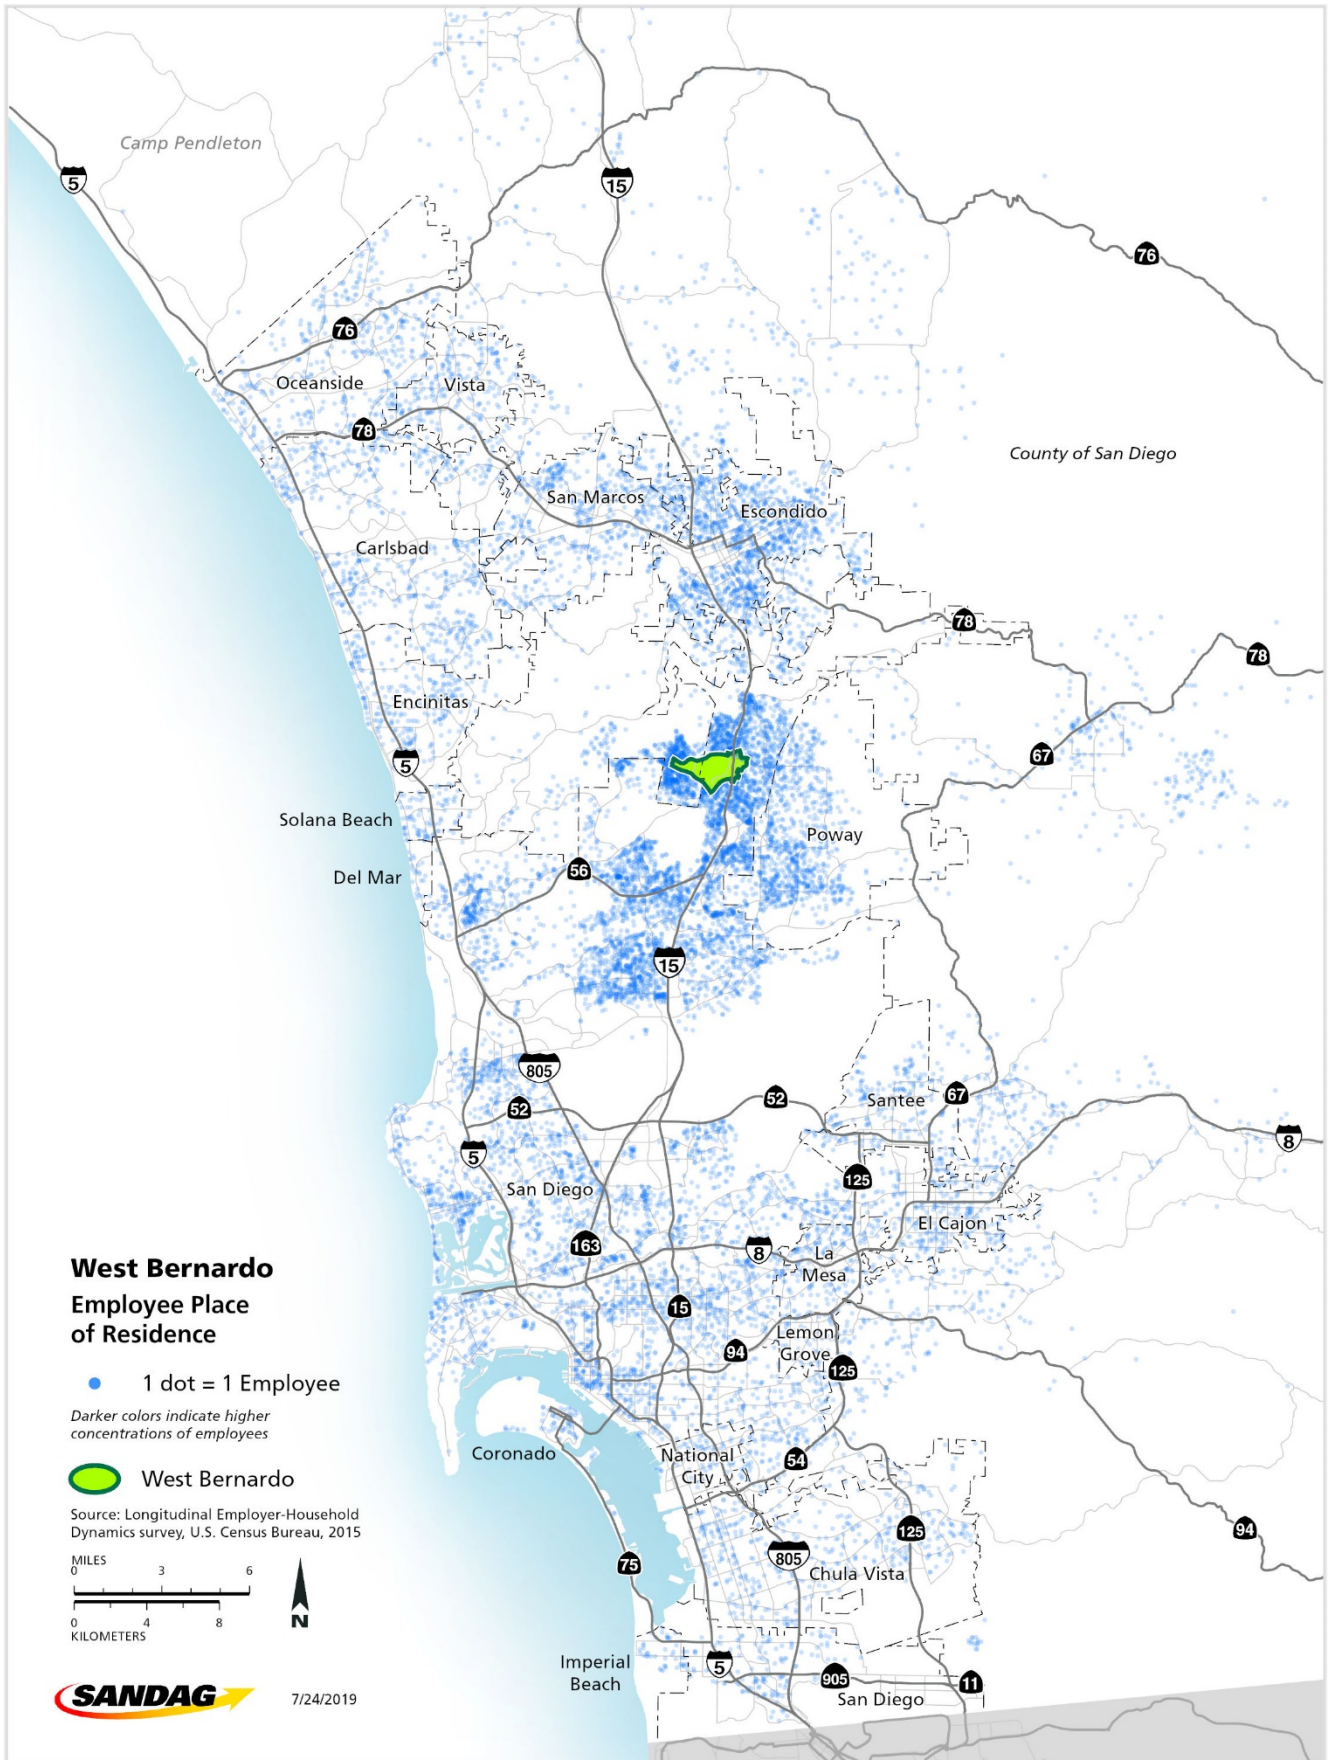 Camp Pendleton
5
15
76
76
Oceanside
Vista
78
County of San Diego
San Marcos
Escondido
Carlsbad
78
78
Encinitas
67
5
Solana Beach
Poway
Del Mar
56
15
805
52
52
Santee
67
5
8
125
San Diego
El Cajon
163
8
La
Mesa
15
Lemon
Grove
94
125
Coronado
National
City
54
94
125
75
805
Chula Vista
Imperial
Beach
5
905
11
San Diego
West Bernardo
Employee Place
of Residence
1 dot = 1 Employee
Darker colors indicate higher
concentrations of employees
West Bernardo
Source: Longitudinal Employer-Household
Dynamics survey, U.S. Census Bureau, 2015
MILES
0 3 6
0 4 8
KILOMETERS
N
SANDAG
7/24/2019